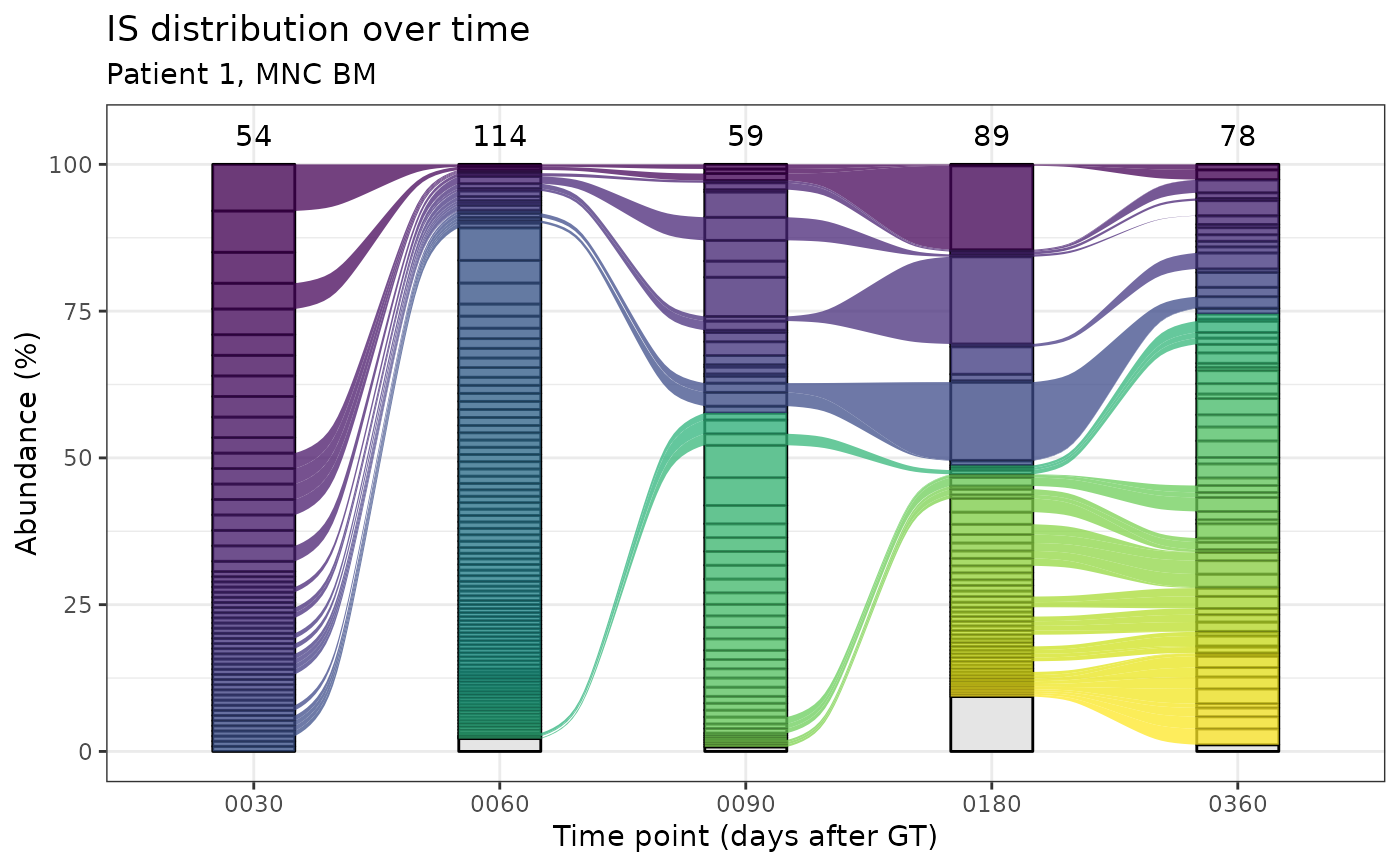 IS distribution over time
Patient 1, MNC BM
54 114 59 89 78
100
75
50
25
0
Abundance (%)
0030 0060 0090 0180 0360
Time point (days after GT)